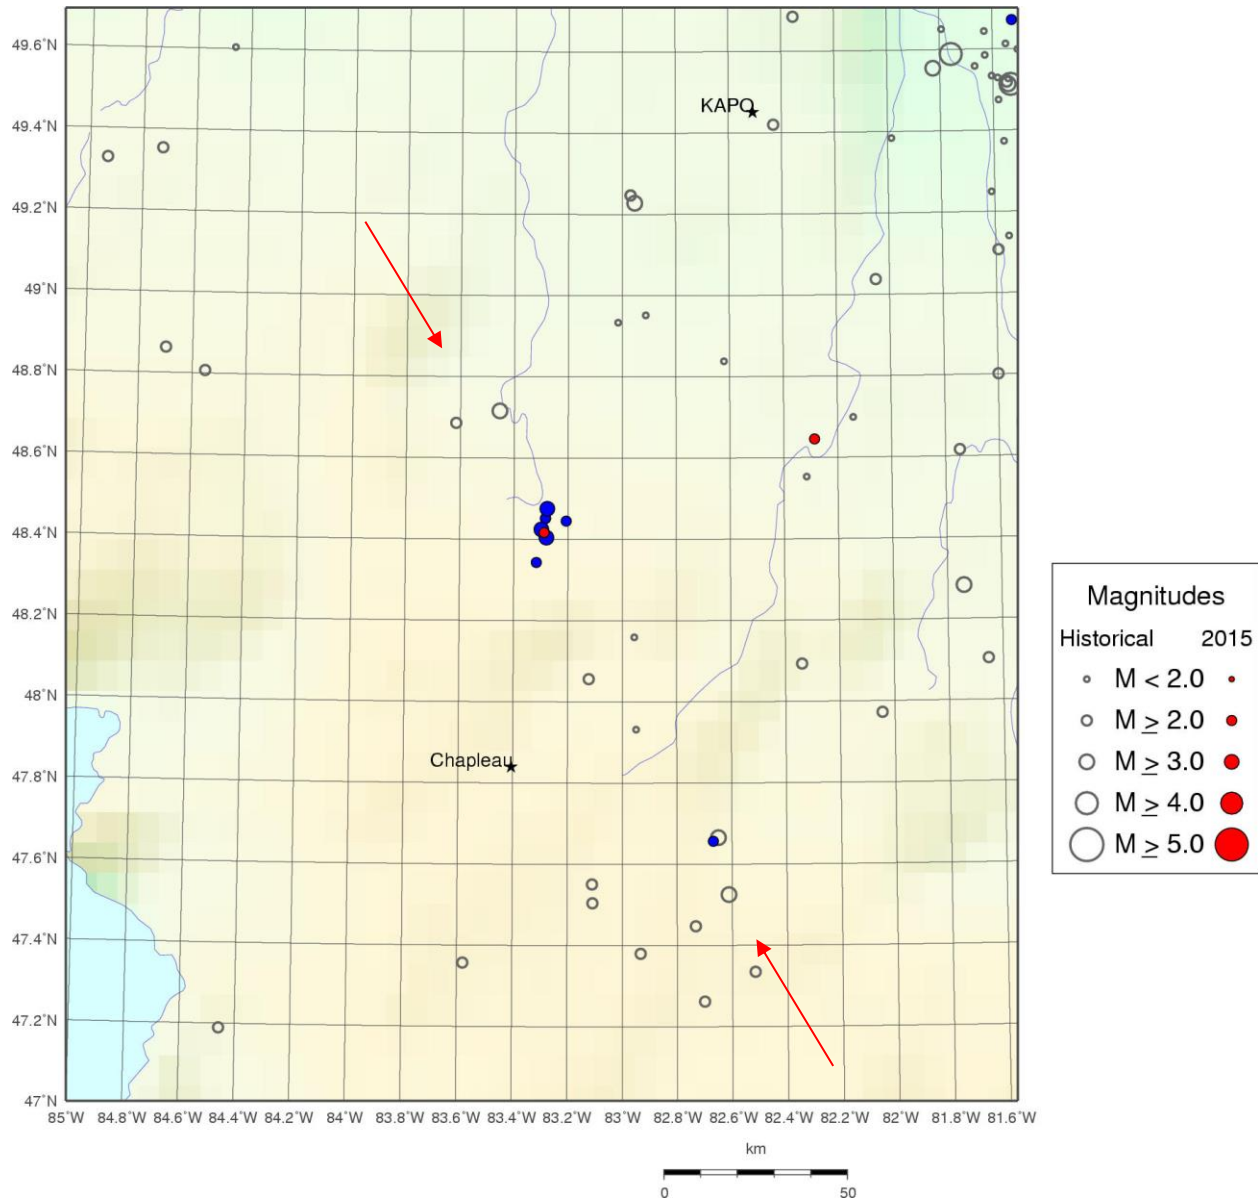 49.6°N
49.4°N
49.2°N
49°N
48.8°N
48.6°N
48.4°N
48.2°N
48°N
47.8°N
47.6°N
47.4°N
47.2°N
47°N
KAPO
Chapleau
85°W 84.8°W 84.6°W 84.4°W 84.2°W 84°W 83.8°W 83.6°W 83.4°W 83.2°W 83°W 82.8°W 82.6°W 82.4°W 82.2°W 82°W 81.8°W 81.6°W
km
0 50
Magnitudes
Historical 2015
M < 2.0
M ≥ 2.0
M ≥ 3.0
M ≥ 4.0
M ≥ 5.0